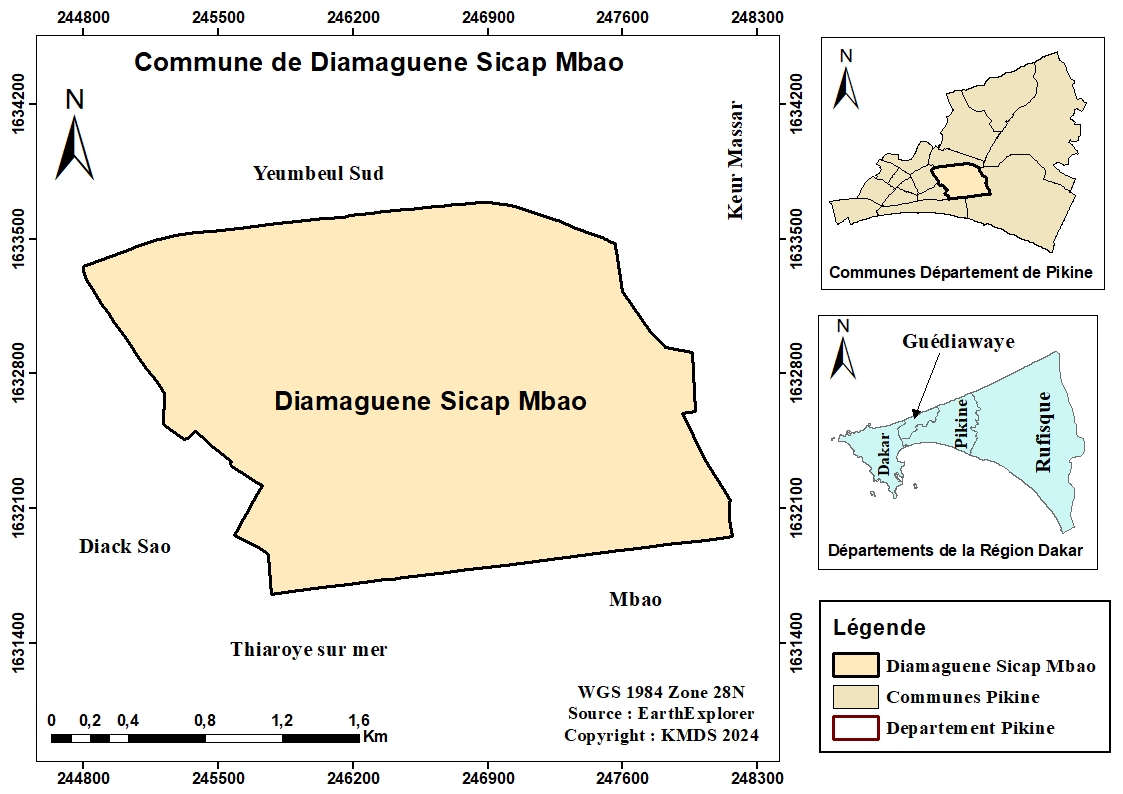 244800 245500 246200 246900 247600 248300
Commune de Diamaguene Sicap Mbao
N
1634200
1633500
1632800
1632100
1631400
Yeumbeul Sud
Keur Massar
Diamaguene Sicap Mbao
Diack Sao
Mbao
Thiaroye sur mer
WGS 1984 Zone 28N
Source : EarthExplorer
Copyright : KMDS 2024
0 0,2 0,4 0,8 1,2 1,6
Km
1634200
1633500
1632800
1632100
1631400
244800 245500 246200 246900 247600 248300
N
Communes Département de Pikine
N
Guédiawaye
Dakar
Pikine
Rufisque
Départements de la Région Dakar
Légende
Diamaguene Sicap Mbao
Communes Pikine
Departement Pikine